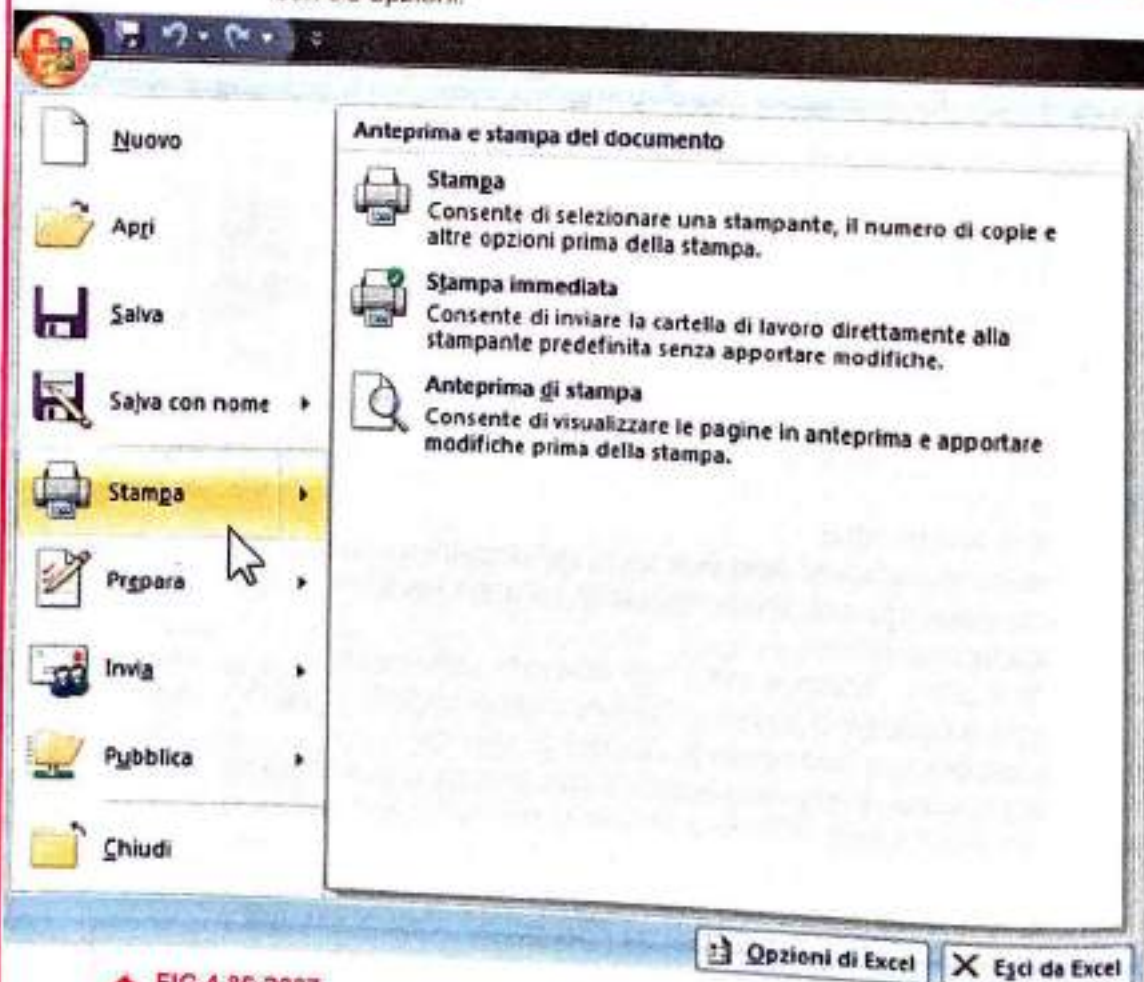 Nuovo
Apri
Salva
Salva con nome
Stampa
Prepara
Invia
Pubblica
Chiudi
Anteprima e stampa del documento
Stampa
Consente di selezionare una stampante, il numero di copie e
altre opzioni prima della stampa.
Stampa immediata
Consente di inviare la cartella di lavoro direttamente alla
stampante predefinita senza apportare modifiche.
Anteprima di stampa
Consente di visualizzare le pagine in anteprima e apportare
modifiche prima della stampa.
Opzioni di Excel
Esci da Excel